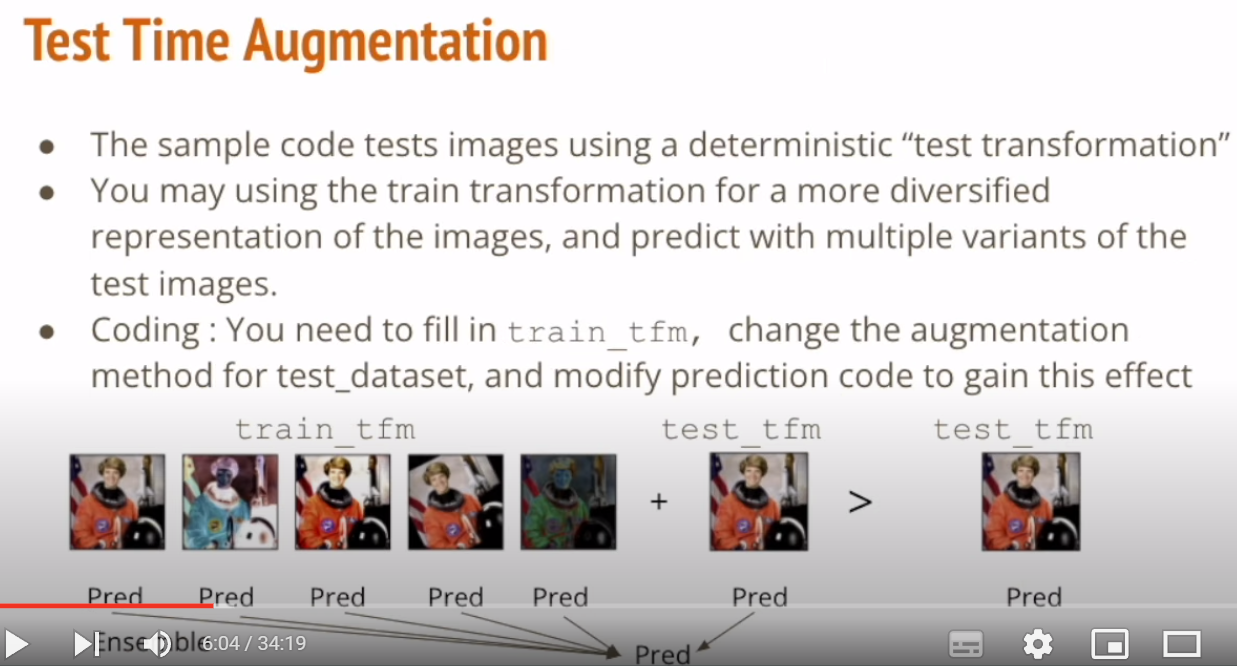 Test Time Augmentation
● The sample code tests images using a deterministic “test transformation”
● You may using the train transformation for a more diversified
representation of the images, and predict with multiple variants of the
test images.
● Coding : You need to fill in train_tfm, change the augmentation
method for test_dataset, and modify prediction code to gain this effect
train_tfm test_tfm test_tfm
+ >
Pred Pred Pred Pred Pred Pred Pred
Ensemble 6:04 / 34:19
Pred